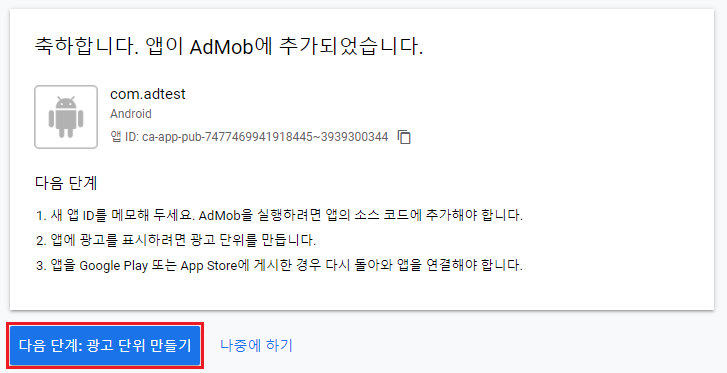 축하합니다. 앱이 AdMob에 추가되었습니다.
com.adtest
Android
앱 ID: ca-app-pub-7477469941918445~3939300344
다음 단계
1. 새 앱 ID를 메모해 두세요. AdMob을 실행하려면 앱의 소스 코드에 추가해야 합니다.
2. 앱에 광고를 표시하려면 광고 단위를 만듭니다.
3. 앱을 Google Play 또는 App Store에 게시한 경우 다시 돌아와 앱을 연결해야 합니다.
다음 단계: 광고 단위 만들기
나중에 하기